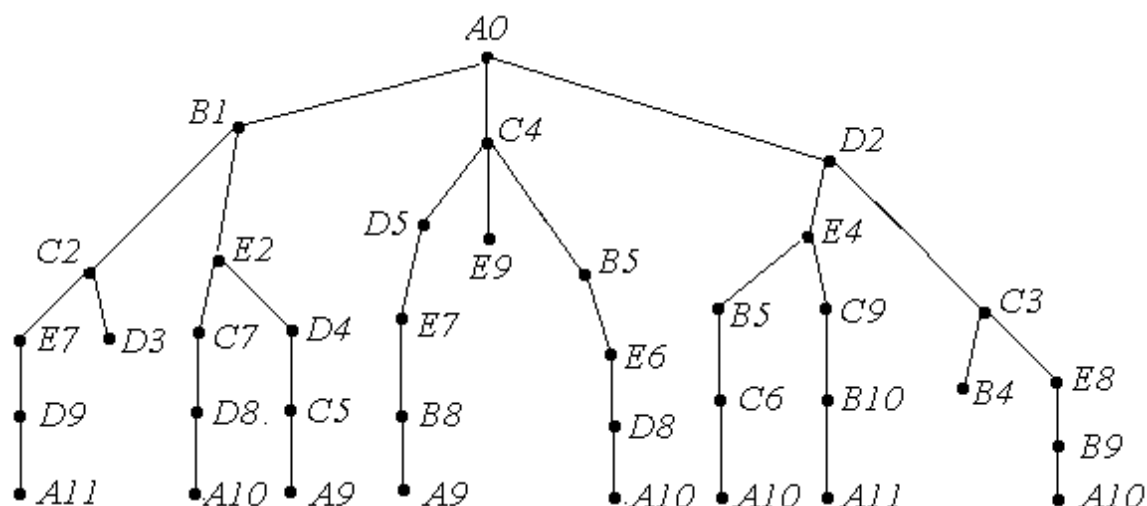 A0
B1
C4
D2
D5
E4
C2
E2
E9
B5
C3
E7
D3
C7
D4
E7
E6
B5
C9
B4
E8
D9
D8.
C5
B8
D8
C6
B10
B9
A11
A10
A9
A9
.A10
A10
A11
A10